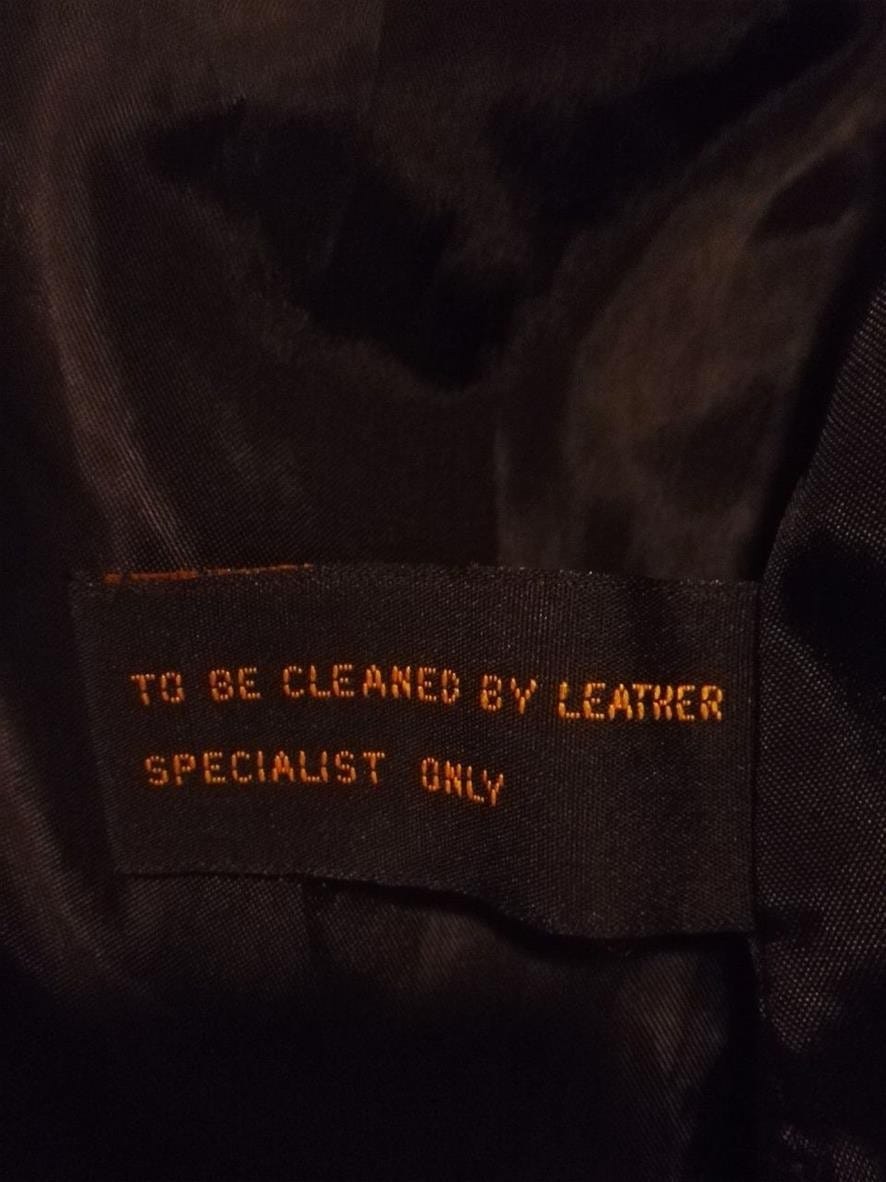 TO BE CLEANED BY LEATHER
SPECIALIST ONLY